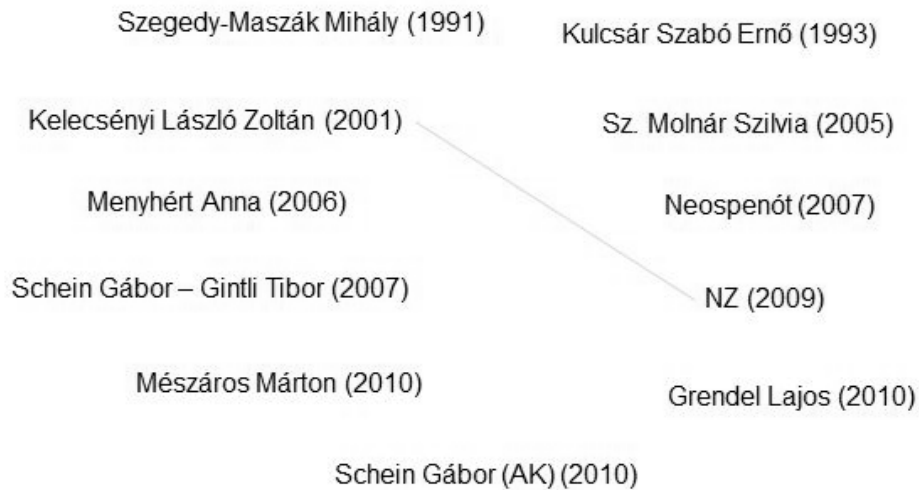 Szegedy-Maszák Mihály (1991)
Kulcsár Szabó Ernő (1993)
Kelecsényi László Zoltán (2001)
Sz. Molnár Szilvia (2005)
Menyhért Anna (2006)
Neospenót (2007)
Schein Gábor – Gintli Tibor (2007)
NZ (2009)
Mészáros Márton (2010)
Grendel Lajos (2010)
Schein Gábor (AK) (2010)